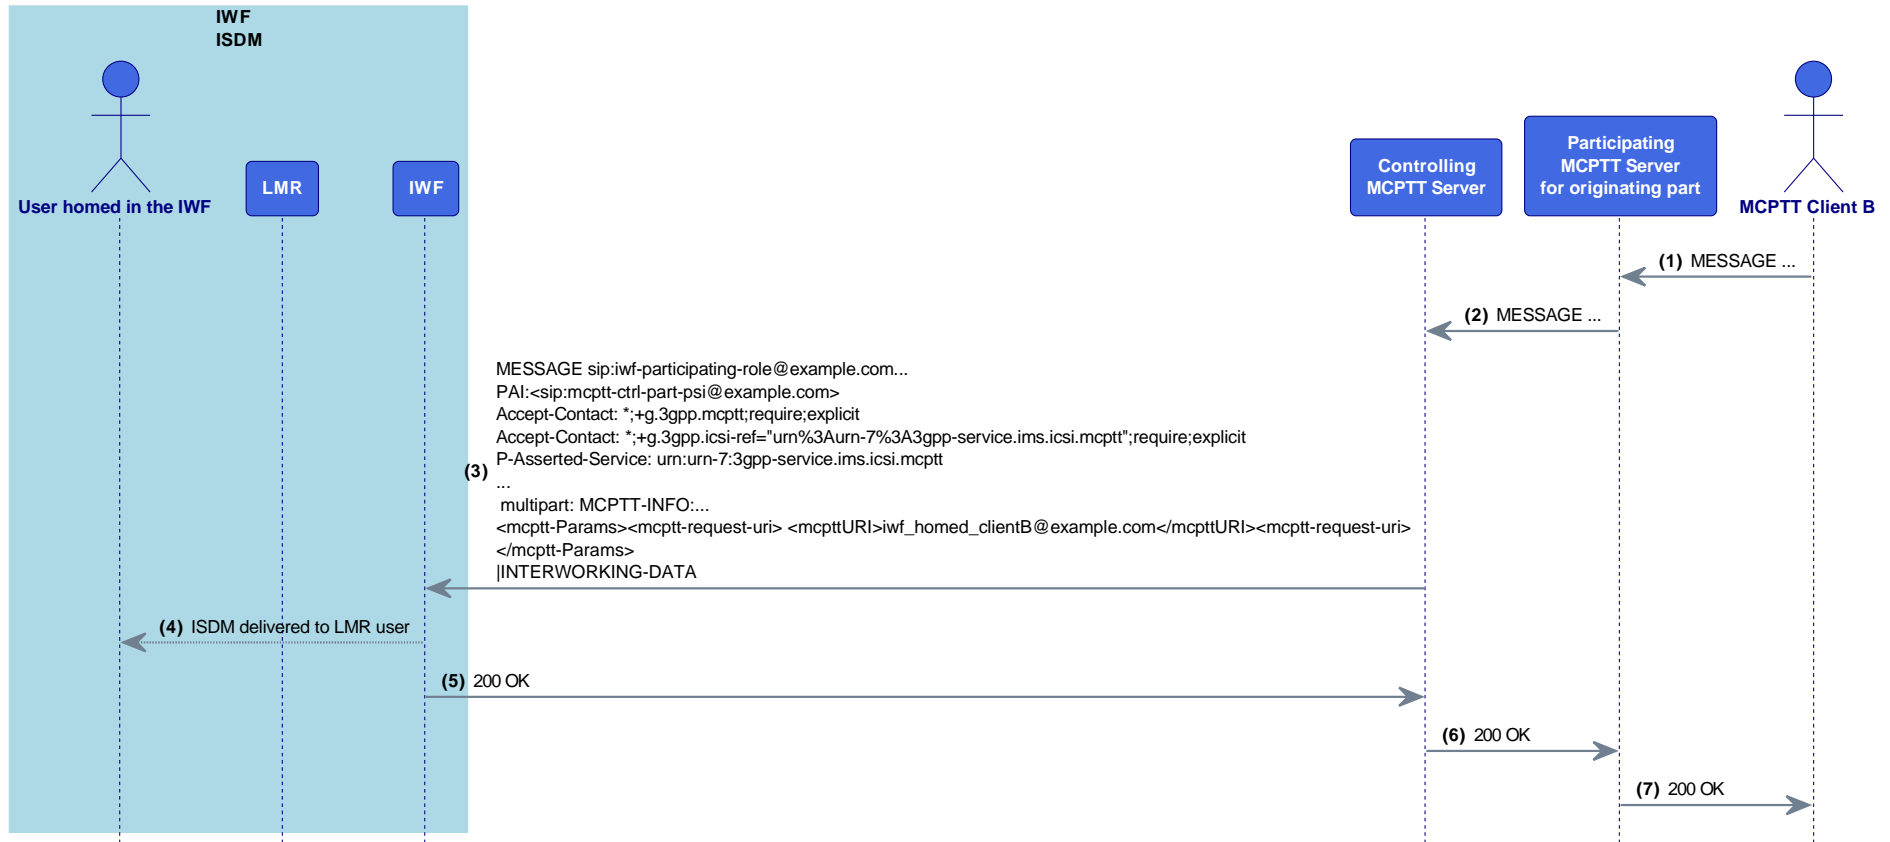 IWF
ISDM
User homed in the IWF
LMR
IWF
Controlling
MCPTT Server
Participating
MCPTT Server
for originating part
MCPTT Client B
(1) MESSAGE ...
(2) MESSAGE ...
MESSAGE sip:iwf-participating-role@example.com...
PAI:<sip:mcptt-ctrl-part-psi@example.com>
Accept-Contact: *;+g.3gpp.mcptt;require;explicit
Accept-Contact: *;+g.3gpp.icsi-ref="urn%3Aurn-7%3A3gpp-service.ims.icsi.mcptt";require;explicit
P-Asserted-Service: urn:urn-7:3gpp-service.ims.icsi.mcptt
(3)
...
multipart: MCPTT-INFO:...
<mcptt-Params><mcptt-request-uri> <mcpttURI>iwf_homed_clientB@example.com</mcpttURI><mcptt-request-uri>
</mcptt-Params>
|INTERWORKING-DATA
(4) ISDM delivered to LMR user
(5) 200 OK
(6) 200 OK
(7) 200 OK